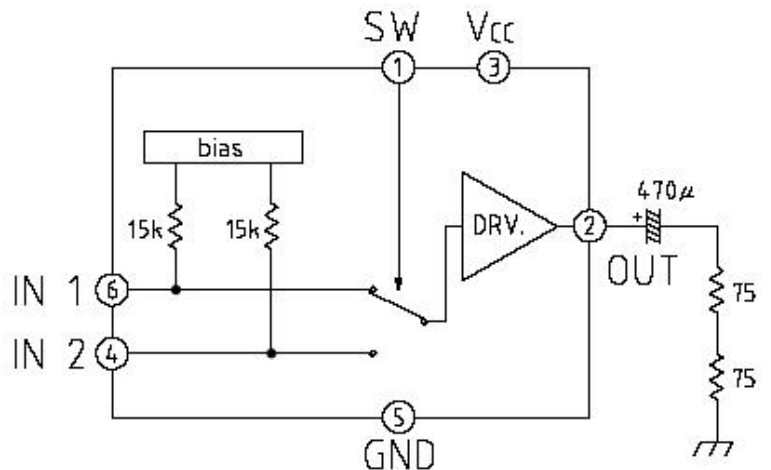 SW
Vcc
1
3
bias
15k
15k
470μ
+
DRV.
2
OUT
IN 1
6
75
IN 2
4
75
5
GND